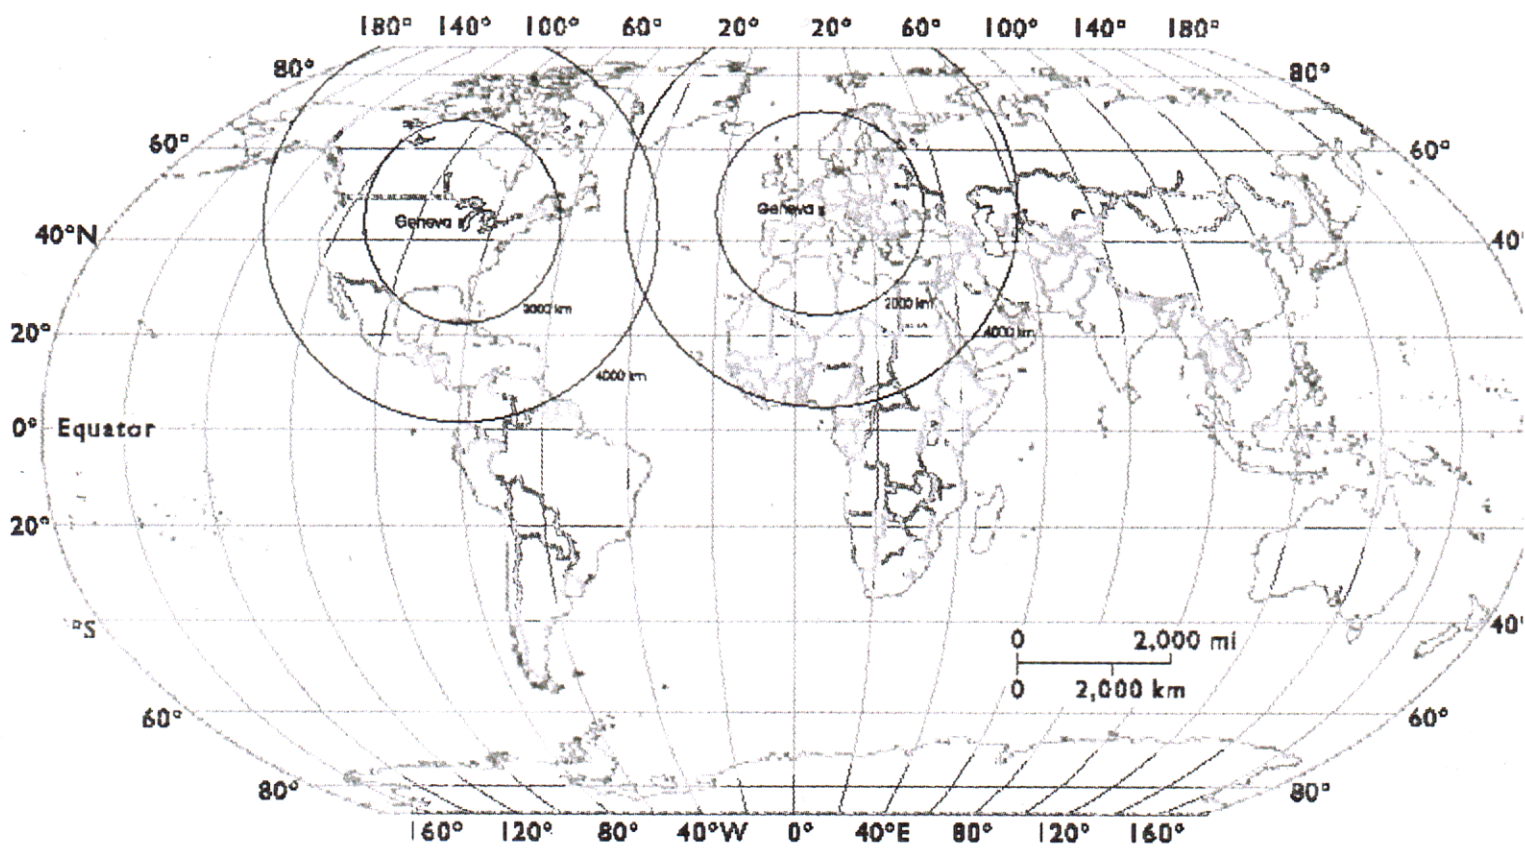 180° 140° 100° 60° 20° 20° 60° 100° 140° 180°
80° 80°
60° 60°
Geneva Geneva
40°N 40°
2000 km 2000 km
20° 4000 km
4000 km
0° Equator
20°
°S 40°
0 2,000 mi
0 2,000 km
60° 60°
80° 80°
160° 120° 80° 40°W 0° 40°E 80° 120° 160°